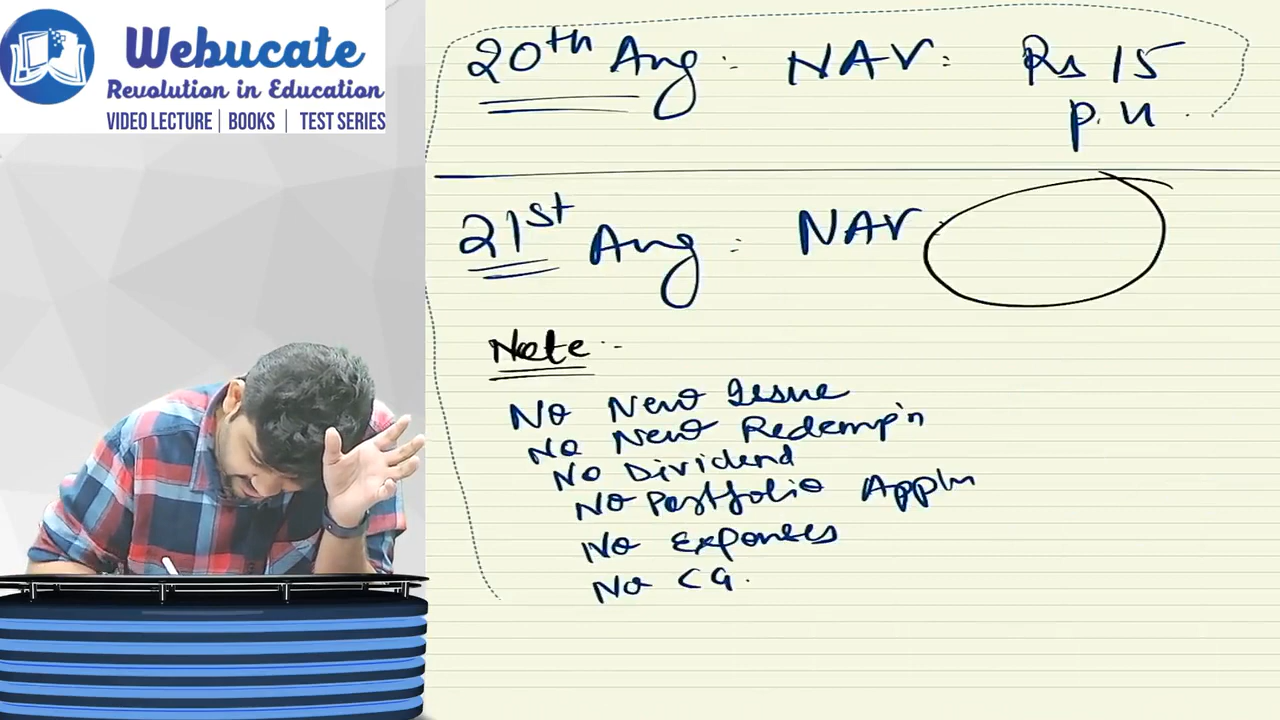 Webucate
Revolution in Education
VIDEO LECTURE | BOOKS | TEST SERIES
20th Aug : NAV : Rs 15
p.u.
21st Aug : NAV
Note :-
No New Issue
No New Redemp'n
No Dividend
No Portfolio Appln
No Expenses
No CG.